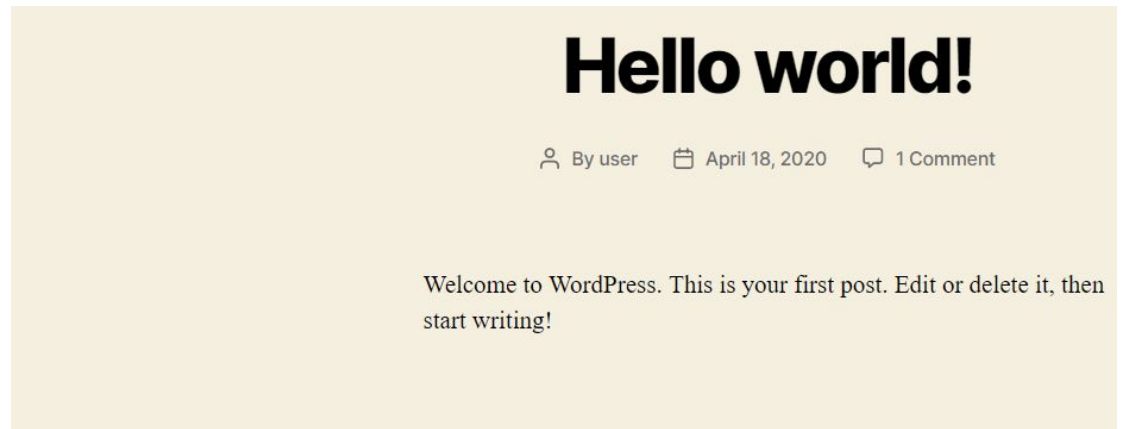 Hello world!
By user April 18, 2020 1 Comment
Welcome to WordPress. This is your first post. Edit or delete it, then
start writing!